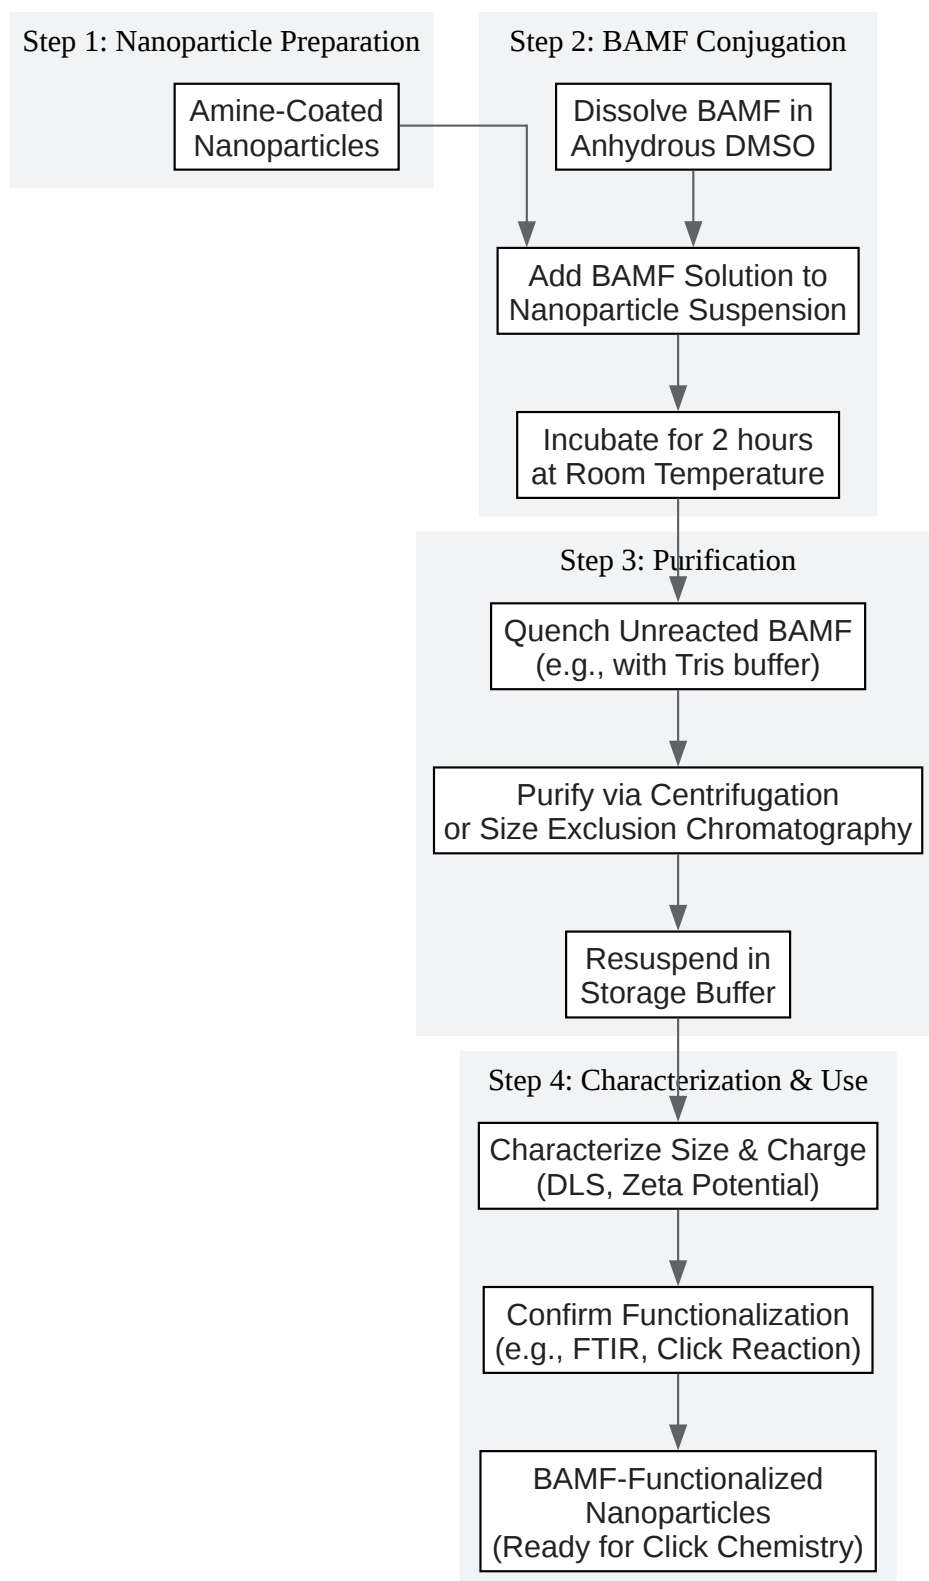 Step 1: Nanoparticle Preparation
Amine-Coated
Nanoparticles
Step 2: BAMF Conjugation
Dissolve BAMF in
Anhydrous DMSO
Add BAMF Solution to
Nanoparticle Suspension
Incubate for 2 hours
at Room Temperature
Step 3: Purification
Quench Unreacted BAMF
(e.g., with Tris buffer)
Purify via Centrifugation
or Size Exclusion Chromatography
Resuspend in
Storage Buffer
Step 4: Characterization & Use
Characterize Size & Charge
(DLS, Zeta Potential)
Confirm Functionalization
(e.g., FTIR, Click Reaction)
BAMF-Functionalized
Nanoparticles
(Ready for Click Chemistry)